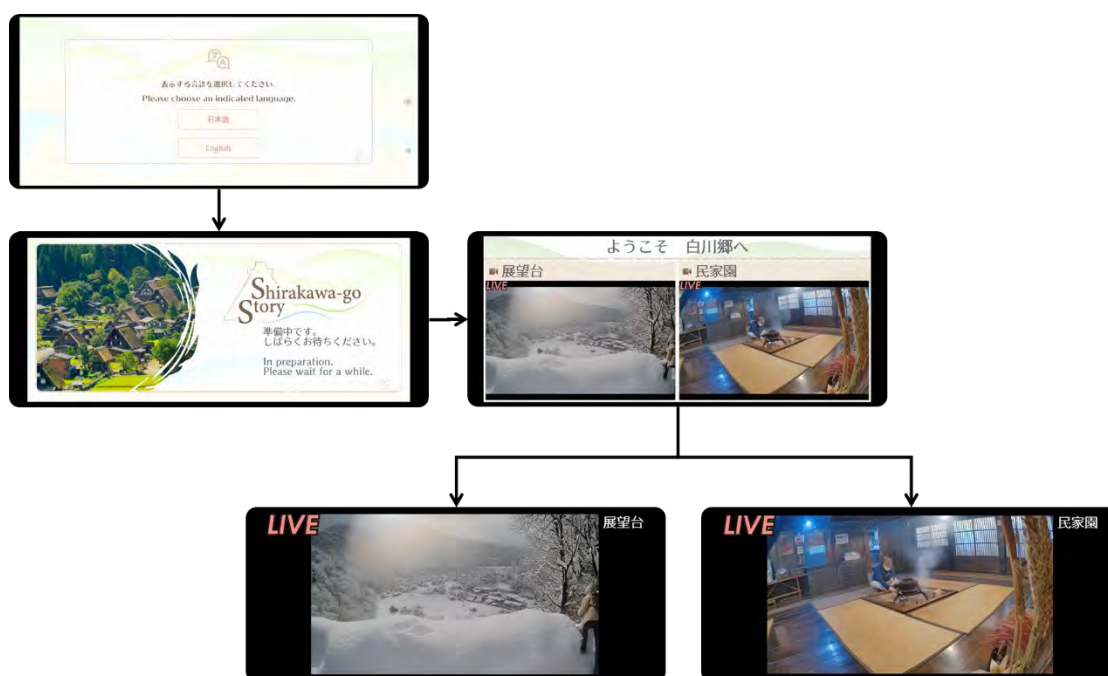 表示する言語を選択してください。
Please choose an indicated language.
日本語
English
Shirakawa-go
Story
準備中です。
しばらくお待ちください。
In preparation.
Please wait for a while.
ようこそ 白川郷へ
展望台
民家園
LIVE
LIVE
LIVE
展望台
LIVE
民家園